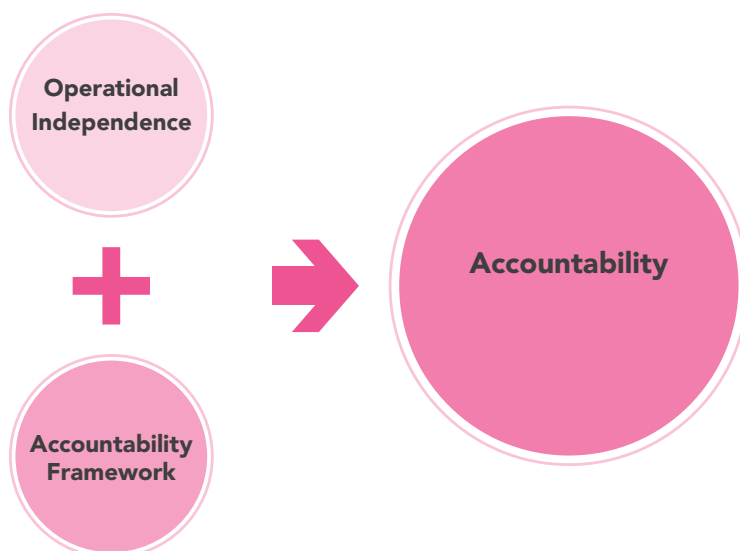 Operational
Independence
Accountability
Accountability
Framework